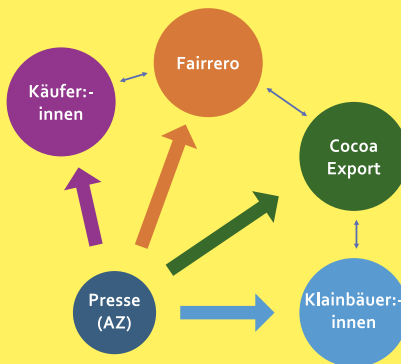 Fairrero
Käufer:-
innen
Cocoa
Export
Presse
(AZ)
Klainbäuer:-
innen